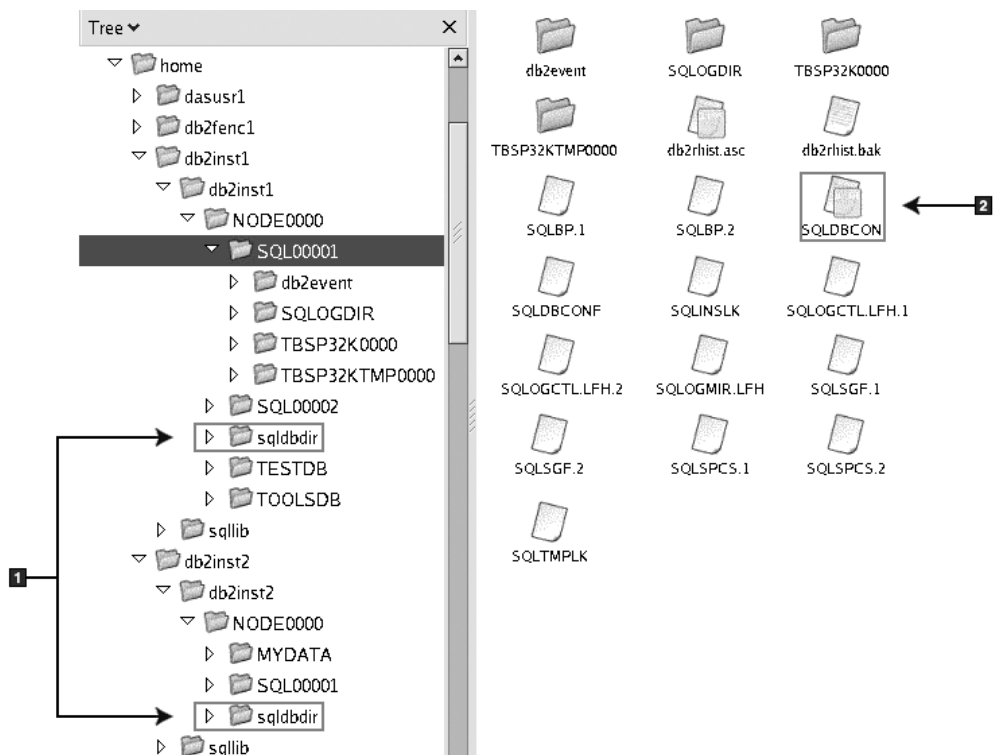 Tree
home
dasusr1
db2fenc1
db2inst1
db2inst1
NODE0000
SQL00001
db2event
SQLOGDIR
TBSP32K0000
TBSP32KTMP0000
SQL00002
sqldbdir
TESTDB
TOOLSDB
sqllib
db2inst2
db2inst2
NODE0000
MYDATA
SQL00001
sqldbdir
sqllib
1
db2event SQLOGDIR TBSP32K0000
TBSP32KTMP0000 db2rhist.asc db2rhist.bak
SQLBP.1 SQLBP.2 SQLDBCON
2
SQLDBCONF SQLINSLK SQLOGCTL.LFH.1
SQLOGCTL.LFH.2 SQLOGMIR.LFH SQLSGF.1
SQLSGF.2 SQLSPCS.1 SQLSPCS.2
SQLTMPLK